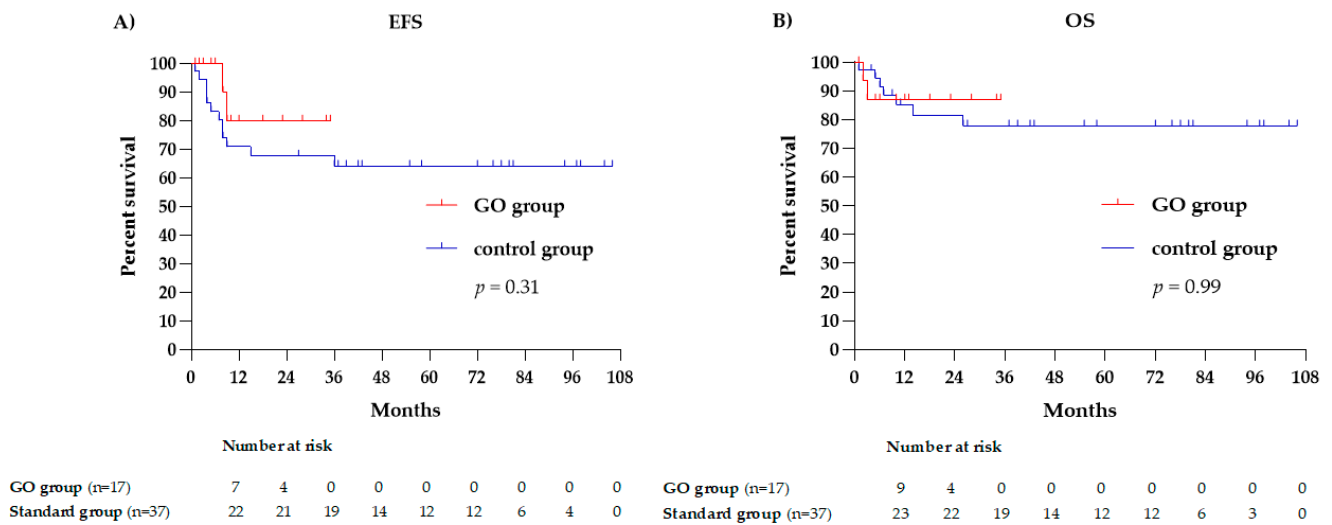 A) EFS
100
90
80
70
60
50
40
30
20
10
0
Percent survival
GO group
control group
p = 0.31
0 12 24 36 48 60 72 84 96 108
Months
Number at risk
GO group (n=17) 7 4 0 0 0 0 0 0 0
Standard group (n=37) 22 21 19 14 12 12 6 4 0
B) OS
100
90
80
70
60
50
40
30
20
10
0
Percent survival
GO group
control group
p = 0.99
0 12 24 36 48 60 72 84 96 108
Months
Number at risk
GO group (n=17) 9 4 0 0 0 0 0 0 0
Standard group (n=37) 23 22 19 14 12 12 6 3 0